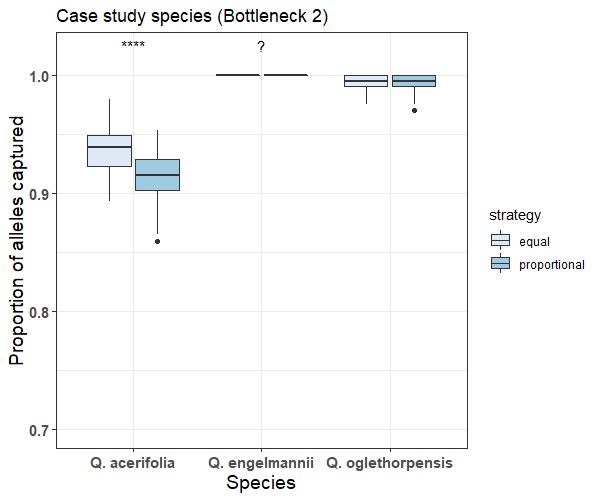 Case study species (Bottleneck 2)
****
?
1.0
0.9
0.8
0.7
Proportion of alleles captured
Q. acerifolia
Q. engelmannii
Q. oglethorpensis
Species
strategy
equal
proportional